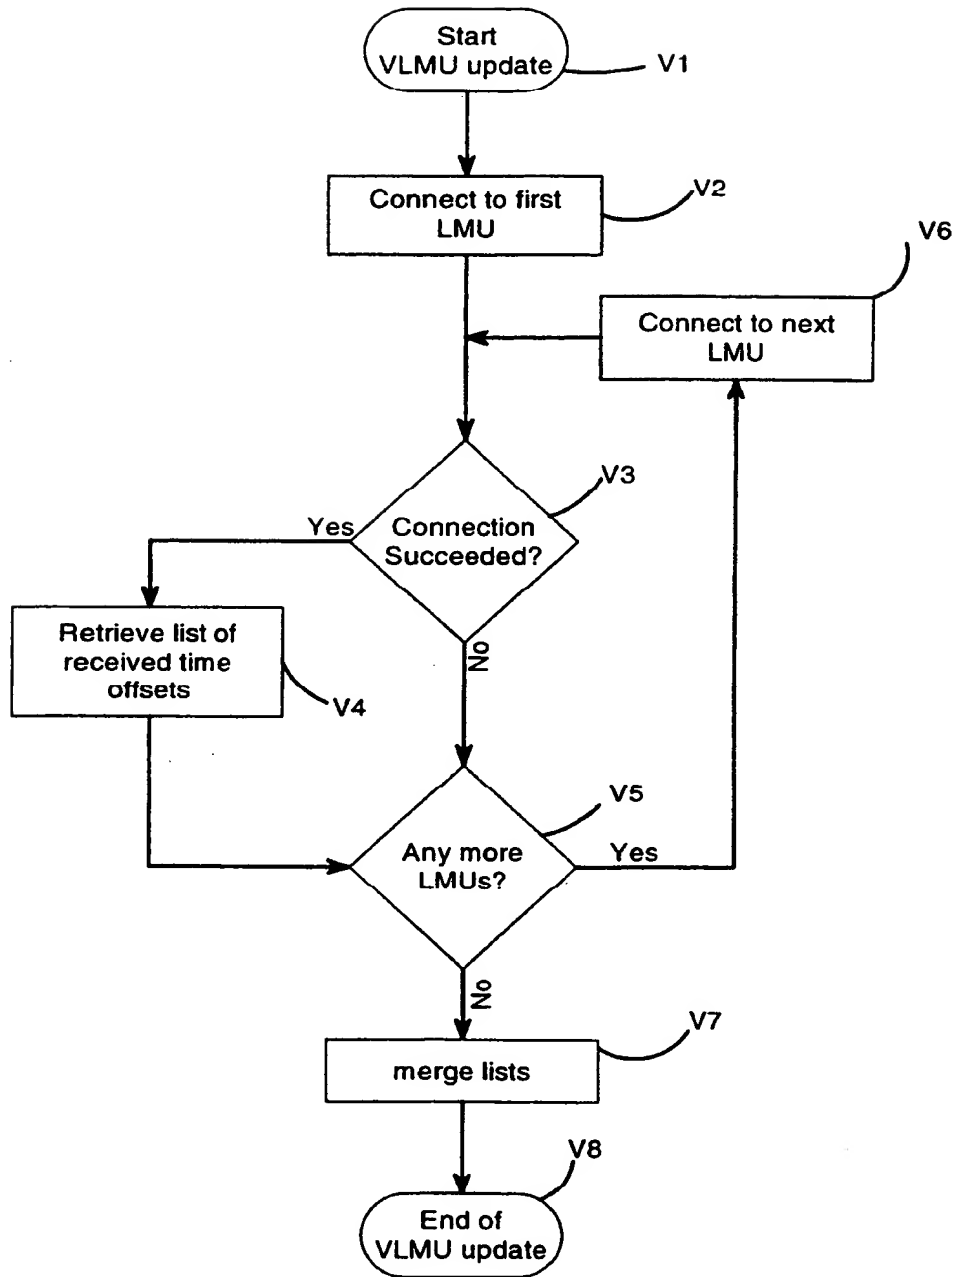 Start
VLMU update
V1
Connect to first
LMU
V2
V6
Connect to next
LMU
V3
Connection
Succeeded?
Yes
No
Retrieve list of
received time
offsets
V4
V5
Any more
LMUs?
Yes
No
V7
merge lists
V8
End of
VLMU update